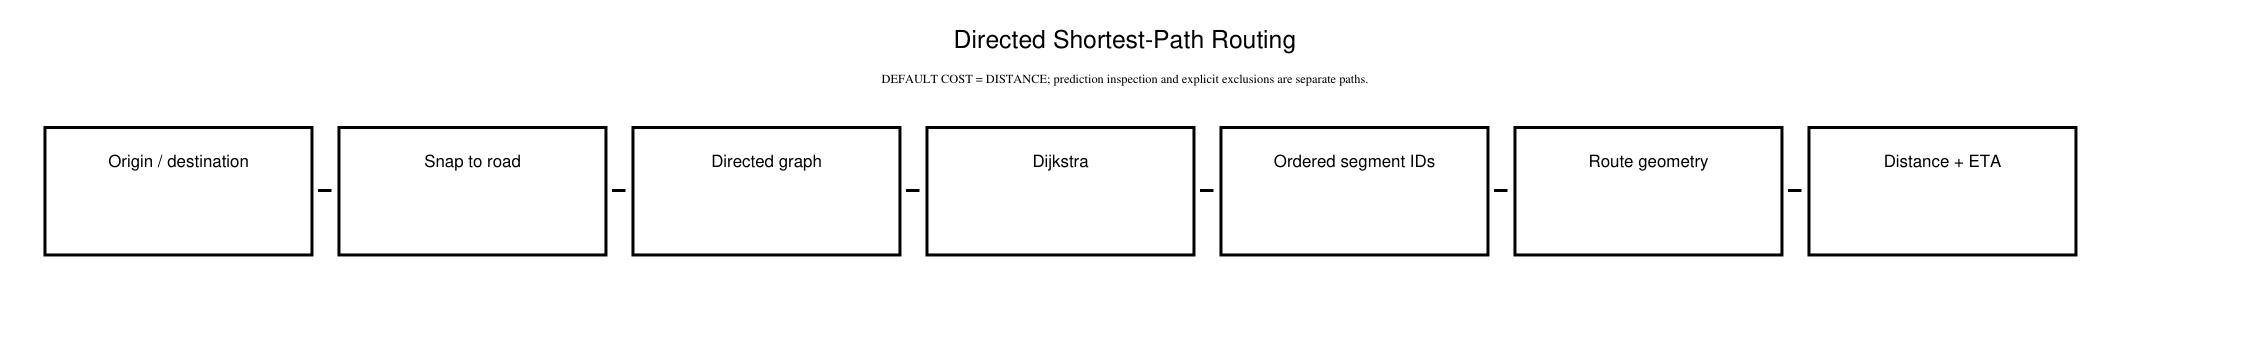 Directed Shortest-Path Routing
DEFAULT COST = DISTANCE; prediction inspection and explicit exclusions are separate paths.
Origin / destination
Snap to road
Directed graph
Dijkstra
Ordered segment IDs
Route geometry
Distance + ETA